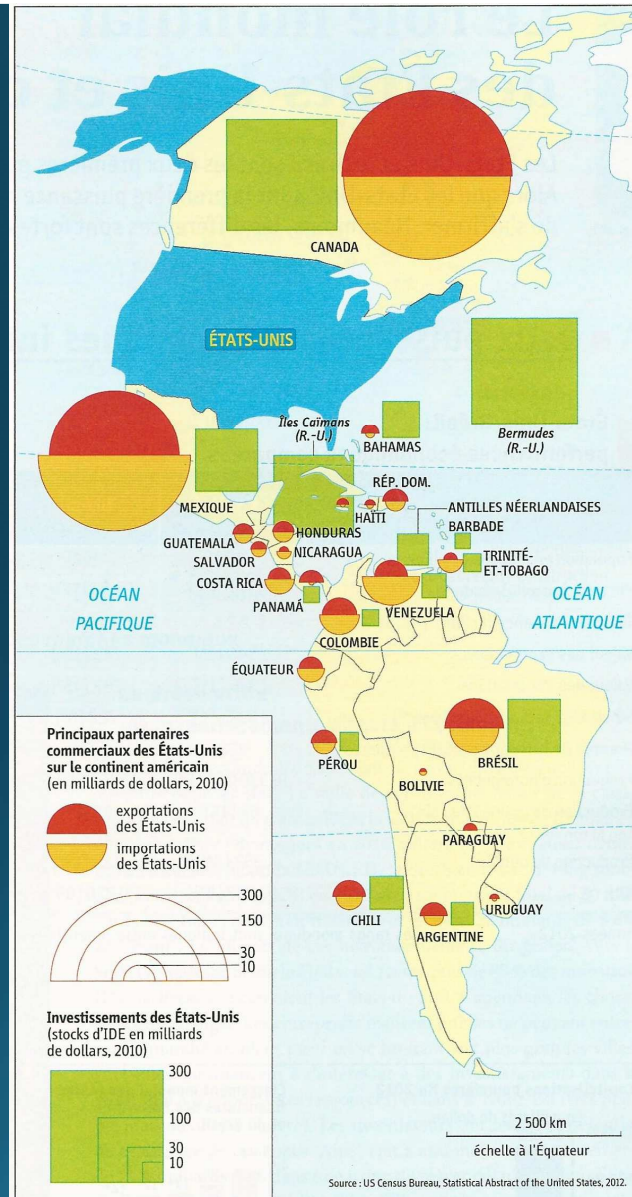 CANADA
ÉTATS-UNIS
Îles Caïmans
(R.-U.)
BAHAMAS
Bermudes
(R.-U.)
MEXIQUE
RÉP. DOM.
HAÏTI
ANTILLES NÉERLANDAISES
BARBADE
GUATEMALA
HONDURAS
SALVADOR
NICARAGUA
TRINITÉ-
ET-TOBAGO
COSTA RICA
PANAMÁ
VENEZUELA
COLOMBIE
OCÉAN
PACIFIQUE
OCÉAN
ATLANTIQUE
ÉQUATEUR
PÉROU
BRÉSIL
BOLIVIE
PARAGUAY
CHILI
ARGENTINE
URUGUAY
Principaux partenaires
commerciaux des États-Unis
sur le continent américain
(en milliards de dollars, 2010)
exportations
des États-Unis
importations
des États-Unis
300
150
30
10
Investissements des États-Unis
(stocks d'IDE en milliards
de dollars, 2010)
300
100
30
10
2 500 km
échelle à l'Équateur
Source : US Census Bureau, Statistical Abstract of the United States, 2012.